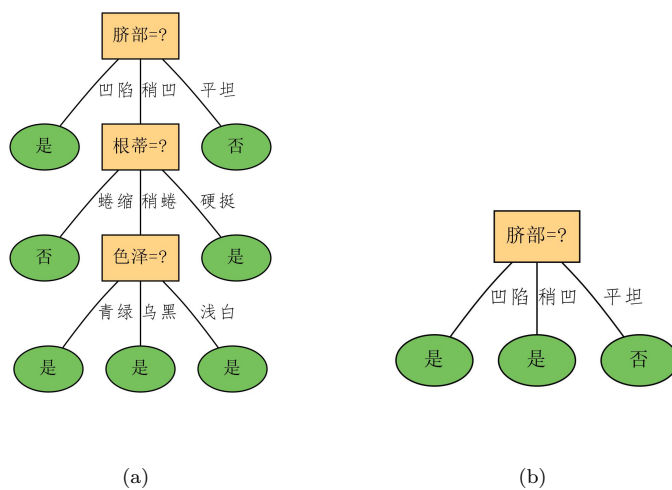 脐部=?
凹陷 稍凹 平坦
是 根蒂=? 否
蜷缩 稍蜷 硬挺
否 色泽=? 是
青绿 乌黑 浅白
是 是 是
(a)
脐部=?
凹陷 稍凹 平坦
是 是 否
(b)